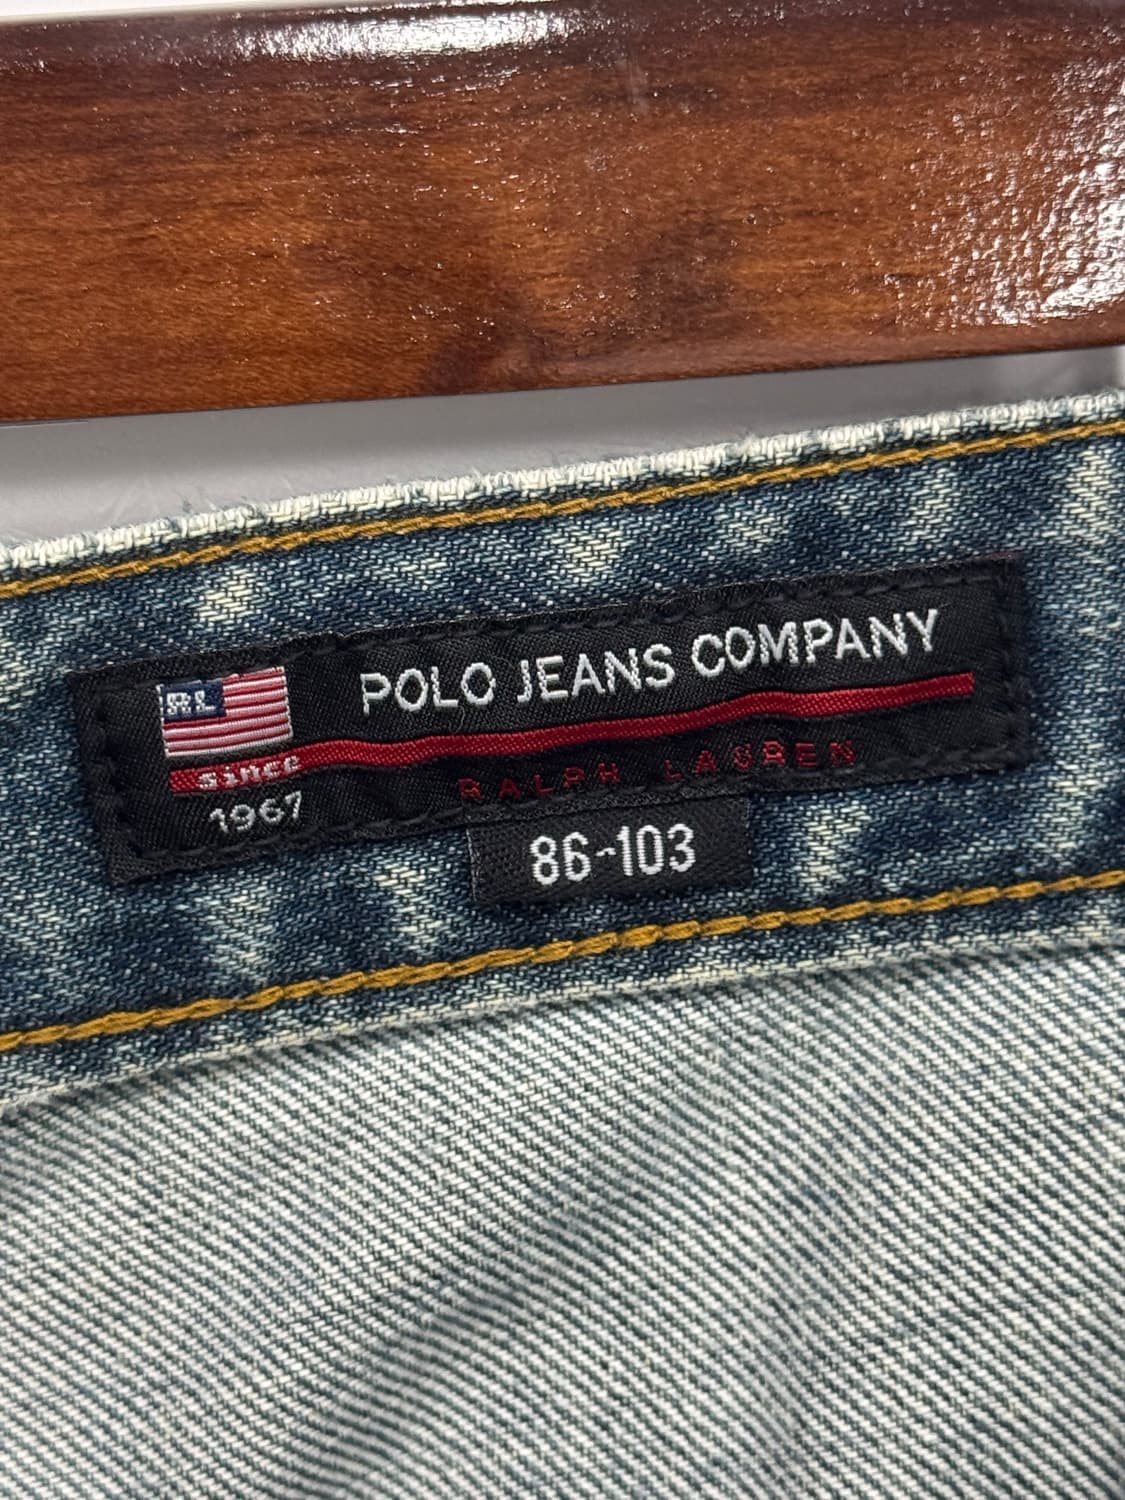 RL
POLO JEANS COMPANY
since
RALPH LAUREN
1967
86-103